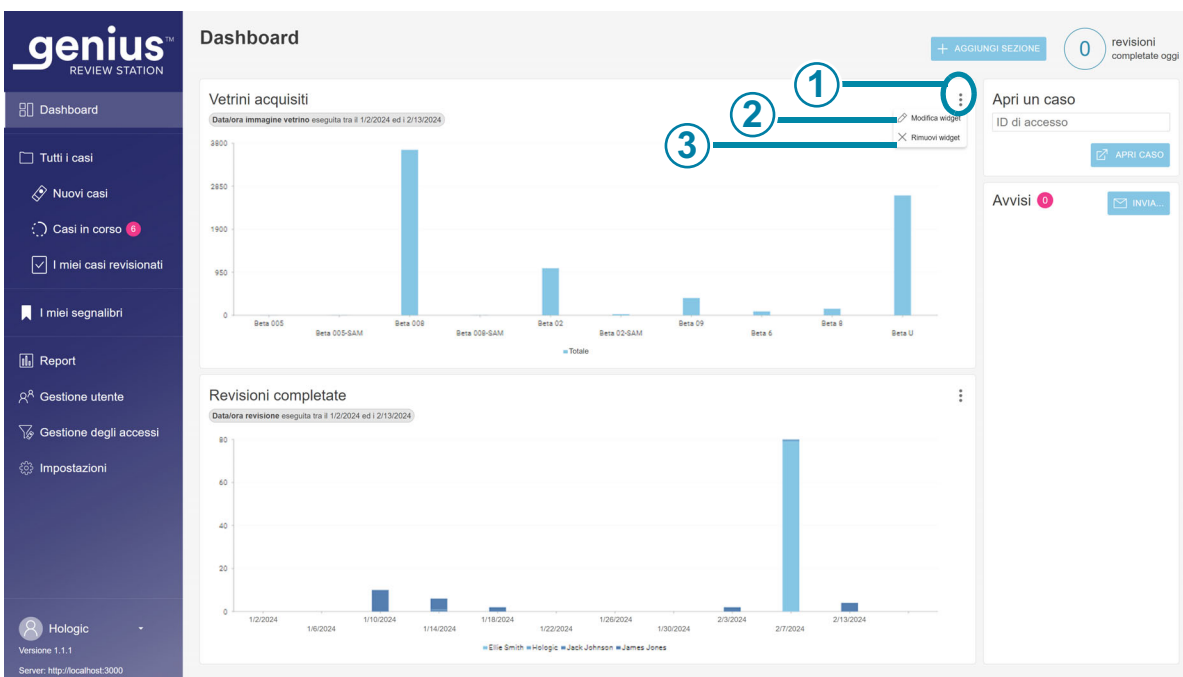 genius™
REVIEW STATION
Dashboard
Tutti i casi
Nuovi casi
Casi in corso 6
I miei casi revisionati
I miei segnalibri
Report
Gestione utente
Gestione degli accessi
Impostazioni
Hologic
Versione 1.1.1
Server: http://localhost:3000
Dashboard
AGGIUNGI SEZIONE
0
revisioni
completate oggi
1
2
3
Vetrini acquisiti
Data/ora immagine vetrino eseguita tra il 1/2/2024 ed i 2/13/2024
Modifica widget
Rimuovi widget
3800
2850
1900
950
0
Beta 005
Beta 005-SAM
Beta 008
Beta 008-SAM
Beta 02
Beta 02-SAM
Beta 09
Beta 6
Beta 8
Beta U
Totale
Revisioni completate
Data/ora revisione eseguita tra il 1/2/2024 ed i 2/13/2024
80
60
40
20
0
1/2/2024
1/6/2024
1/10/2024
1/14/2024
1/18/2024
1/22/2024
1/26/2024
1/30/2024
2/3/2024
2/7/2024
2/13/2024
Ellie Smith Hologic Jack Johnson James Jones
Apri un caso
ID di accesso
APRI CASO
Avvisi 0
INVIA...